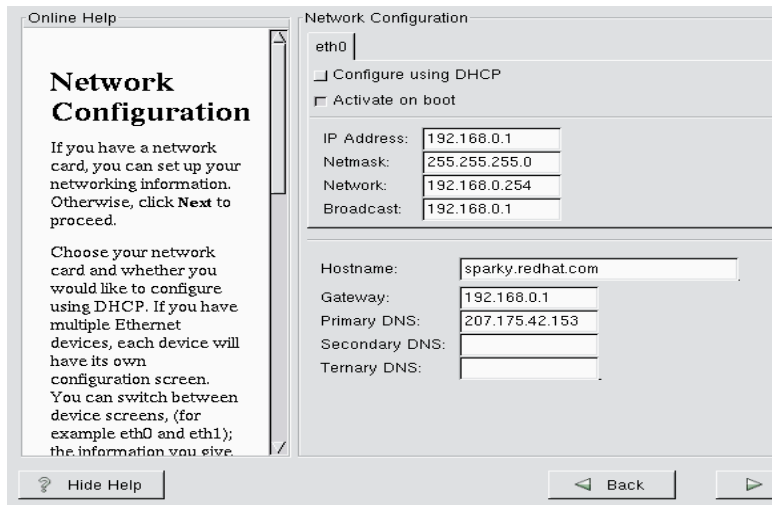 Online Help
Network
Configuration
If you have a network
card, you can set up your
networking information.
Otherwise, click Next to
proceed.
Choose your network
card and whether you
would like to configure
using DHCP. If you have
multiple Ethernet
devices, each device will
have its own
configuration screen.
You can switch between
device screens, (for
example eth0 and eth1);
the information you give
Network Configuration
eth0
Configure using DHCP
Activate on boot
IP Address: 192.168.0.1
Netmask: 255.255.255.0
Network: 192.168.0.254
Broadcast: 192.168.0.1
Hostname: sparky.redhat.com
Gateway: 192.168.0.1
Primary DNS: 207.175.42.153
Secondary DNS:
Ternary DNS:
Hide Help
Back